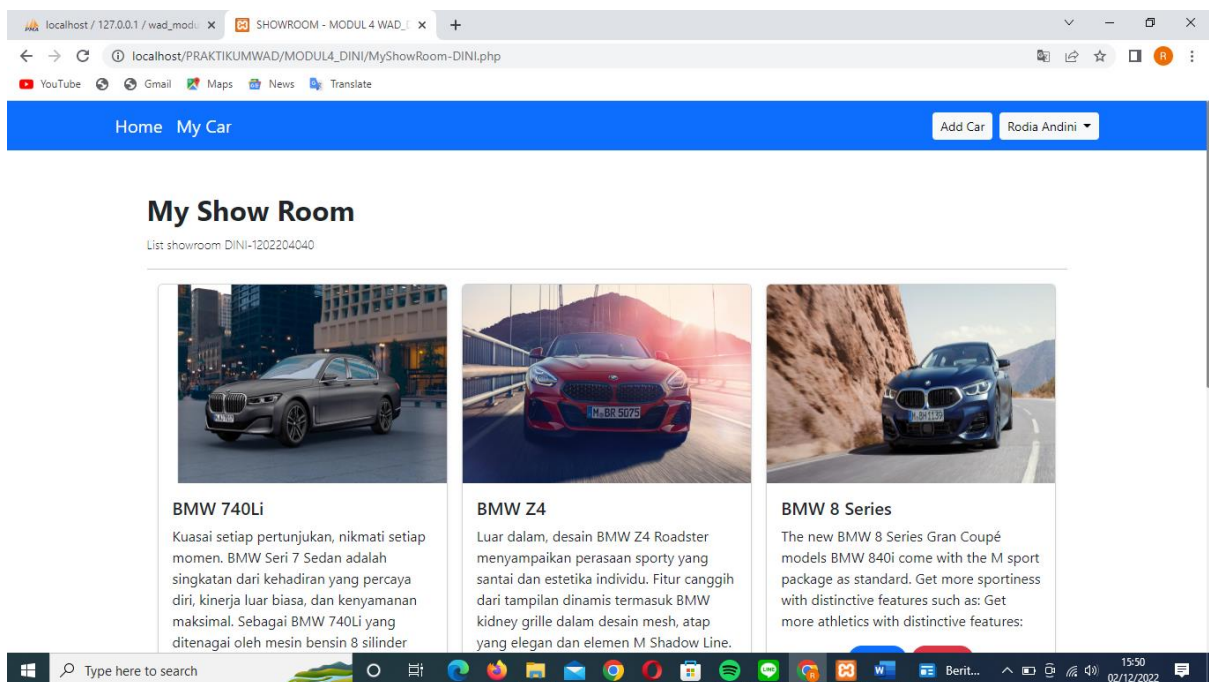 localhost / 127.0.0.1 / wad_modu
SHOWROOM - MODUL 4 WAD_D
localhost/PRAKTIKUMWAD/MODUL4_DINI/MyShowRoom-DINI.php
YouTube Gmail Maps News Translate
Home My Car Add Car Rodia Andini
My Show Room
List showroom DINI-1202204040
M BR 5075
BMW 740Li
Kuasai setiap pertunjukan, nikmati setiap
momen. BMW Seri 7 Sedan adalah
singkatan dari kehadiran yang percaya
diri, kinerja luar biasa, dan kenyamanan
maksimal. Sebagai BMW 740Li yang
ditenagai oleh mesin bensin 8 silinder
BMW Z4
Luar dalam, desain BMW Z4 Roadster
menyampaikan perasaan sporty yang
santai dan estetika individu. Fitur canggih
dari tampilan dinamis termasuk BMW
kidney grille dalam desain mesh, atap
yang elegan dan elemen M Shadow Line.
BMW 8 Series
The new BMW 8 Series Gran Coupé
models BMW 840i come with the M sport
package as standard. Get more sportiness
with distinctive features such as: Get
more athletics with distinctive features:
Type here to search
Berit...
15:50
02/12/2022